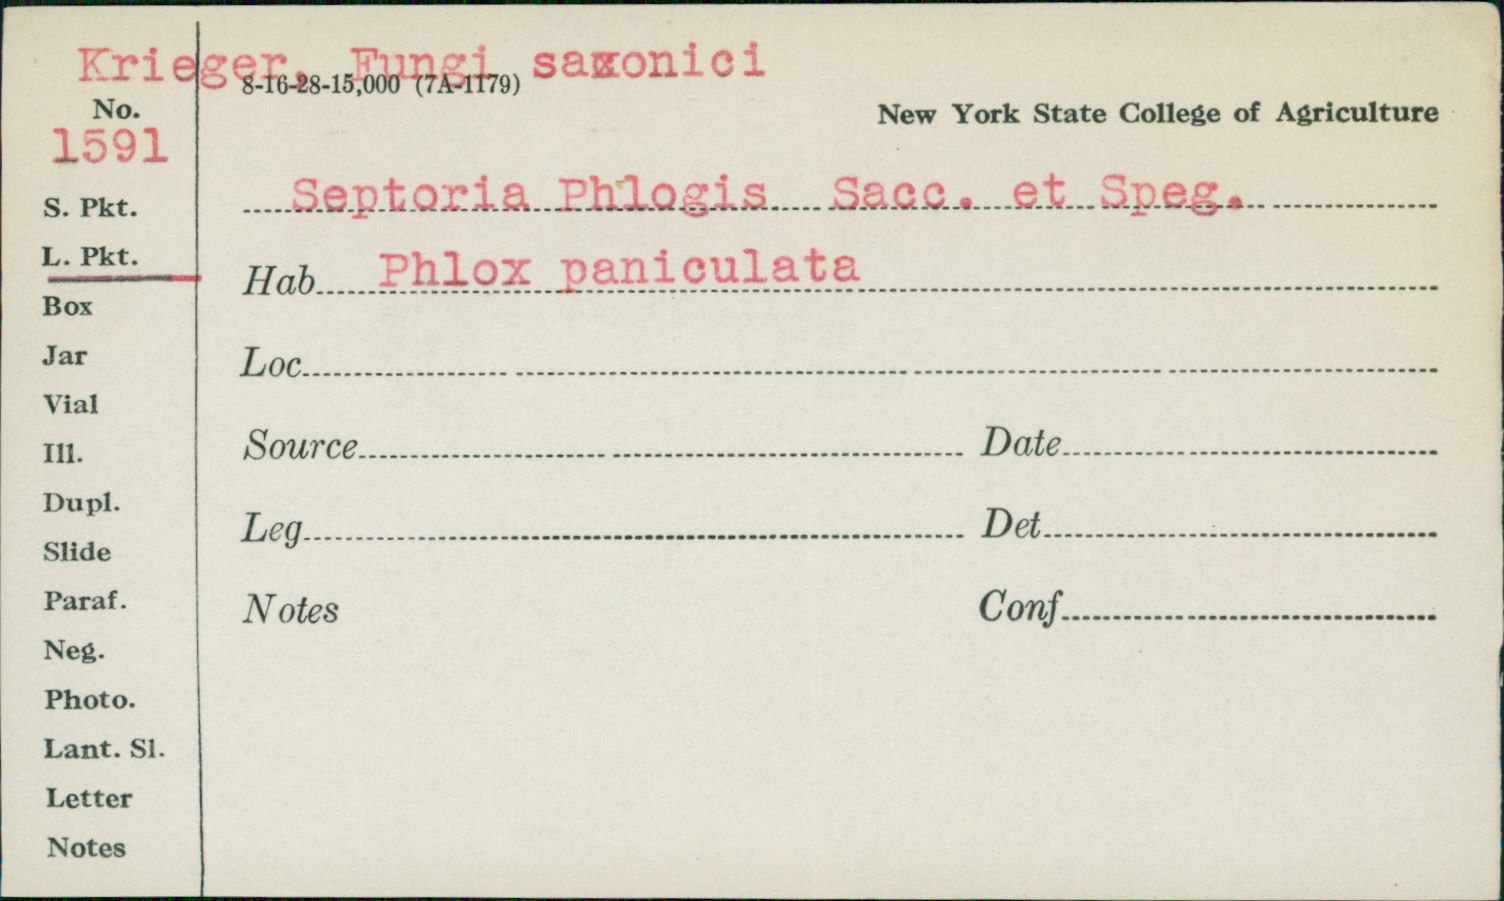 Krieger, Fungi saxonici
8-16-28-15,000 (7A-1179)
No.
1591
New York State College of Agriculture
Septoria Phlogis Sacc. et Speg.
Hab. Phlox paniculata
Loc.
Source
Date
Leg.
Det.
Notes
Conf.
S. Pkt.
L. Pkt.
Box
Jar
Vial
Ill.
Dupl.
Slide
Paraf.
Neg.
Photo.
Lant. Sl.
Letter
Notes